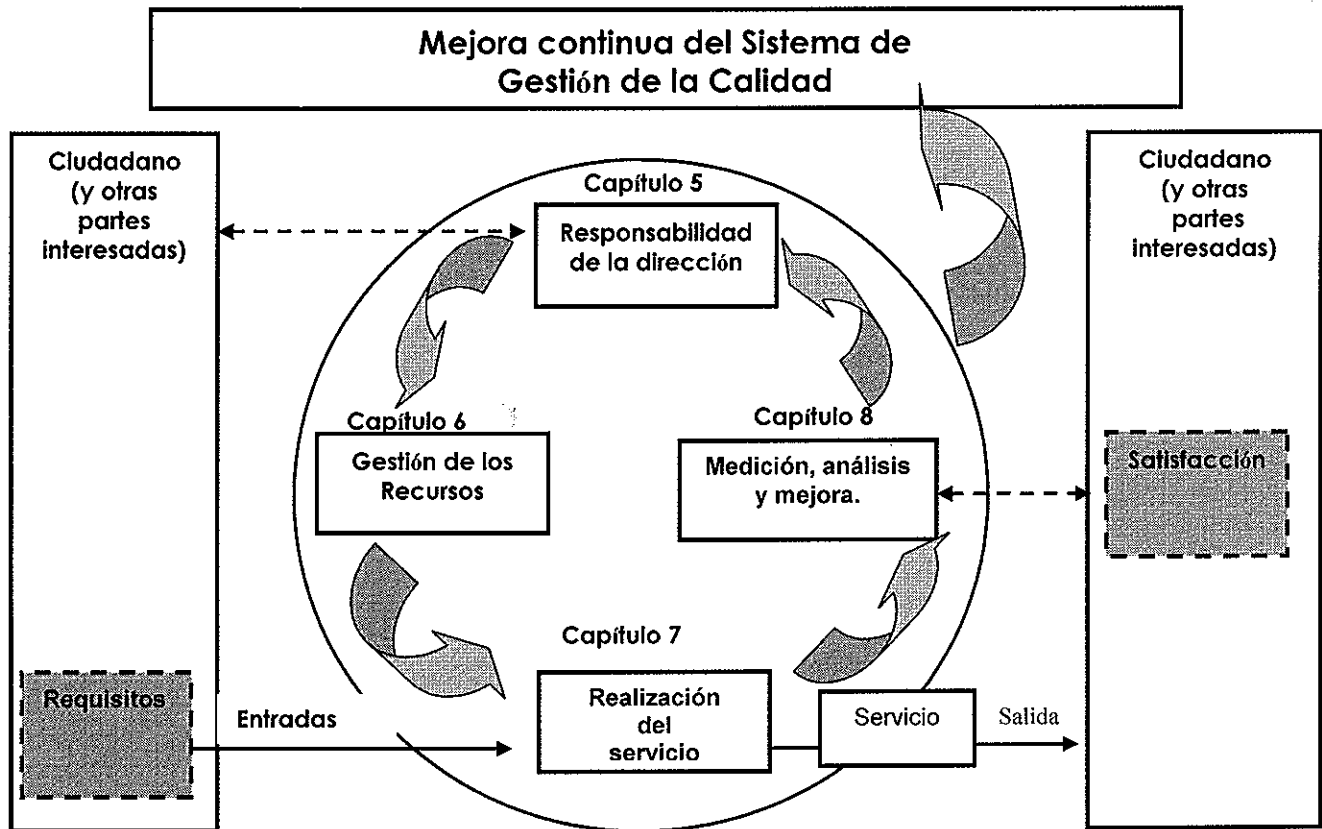 Mejora continua del Sistema de
Gestión de la Calidad
Ciudadano
(y otras
partes
interesadas)
Capítulo 5
Responsabilidad
de la dirección
Ciudadano
(y otras
partes
interesadas)
Capítulo 6
Gestión de los
Recursos
Capítulo 8
Medición, análisis
y mejora.
Satisfacción
Capítulo 7
Realización
del
servicio
Requisitos
Entradas
Servicio
Salida